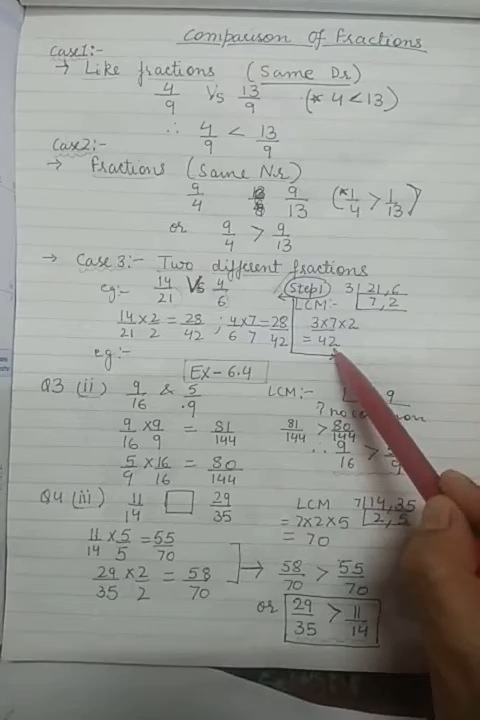 Comparison of Fractions
Case1:-
→ Like fractions (Same Dr)
4/9 Vs 13/9 (* 4 < 13)
∴ 4/9 < 13/9
Case2:-
→ fractions (Same Nr)
9/4 9/13 (* 1/4 > 1/13)
or 9/4 > 9/13
→ Case 3:- Two different fractions
eg:- 14/21 Vs 4/6 Step1 3 | 21, 6
LCM:- 7, 2
14/21 × 2/2 = 28/42 ; 4/6 × 7/7 = 28/42 3×7×2
= 42
eg:-
Ex-6.4
Q3 (ii) 9/16 & 5/9 LCM:- 9
? no
9/16 × 9/9 = 81/144 81/144 > 80/144
∴ 9/16 > /9
5/9 × 16/16 = 80/144
Q4 (iii) 11/14 □ 29/35 LCM 7 | 14, 35
= 7×2×5 2, 5
11/14 × 5/5 = 55/70 = 70
29/35 × 2/2 = 58/70 → 58/70 > 55/70
or 29/35 > 11/14